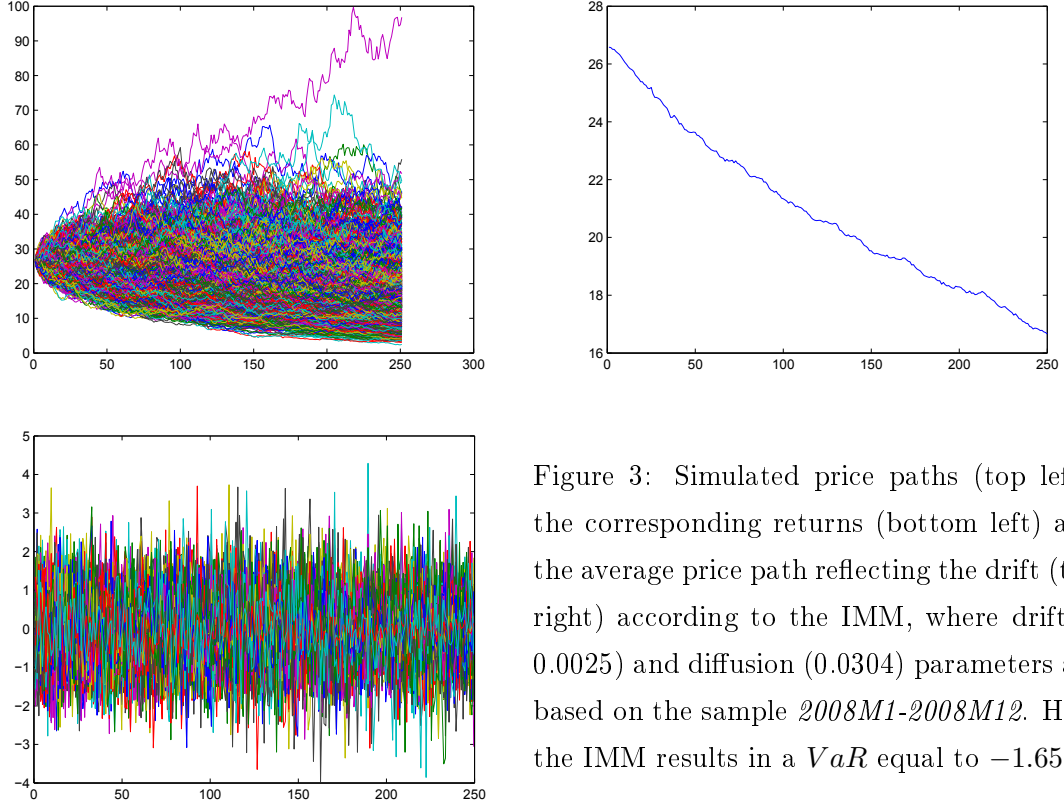 100
90
80
70
60
50
40
30
20
10
0
0 50 100 150 200 250 300
28
26
24
22
20
18
16
0 50 100 150 200 250
5
4
3
2
1
0
−1
−2
−3
−4
0 50 100 150 200 250
Figure 3: Simulated price paths (top lef
the corresponding returns (bottom left) a
the average price path reflecting the drift (t
right) according to the IMM, where drift
0.0025) and diffusion (0.0304) parameters a
based on the sample 2008M1-2008M12. H
the IMM results in a VaR equal to −1.65